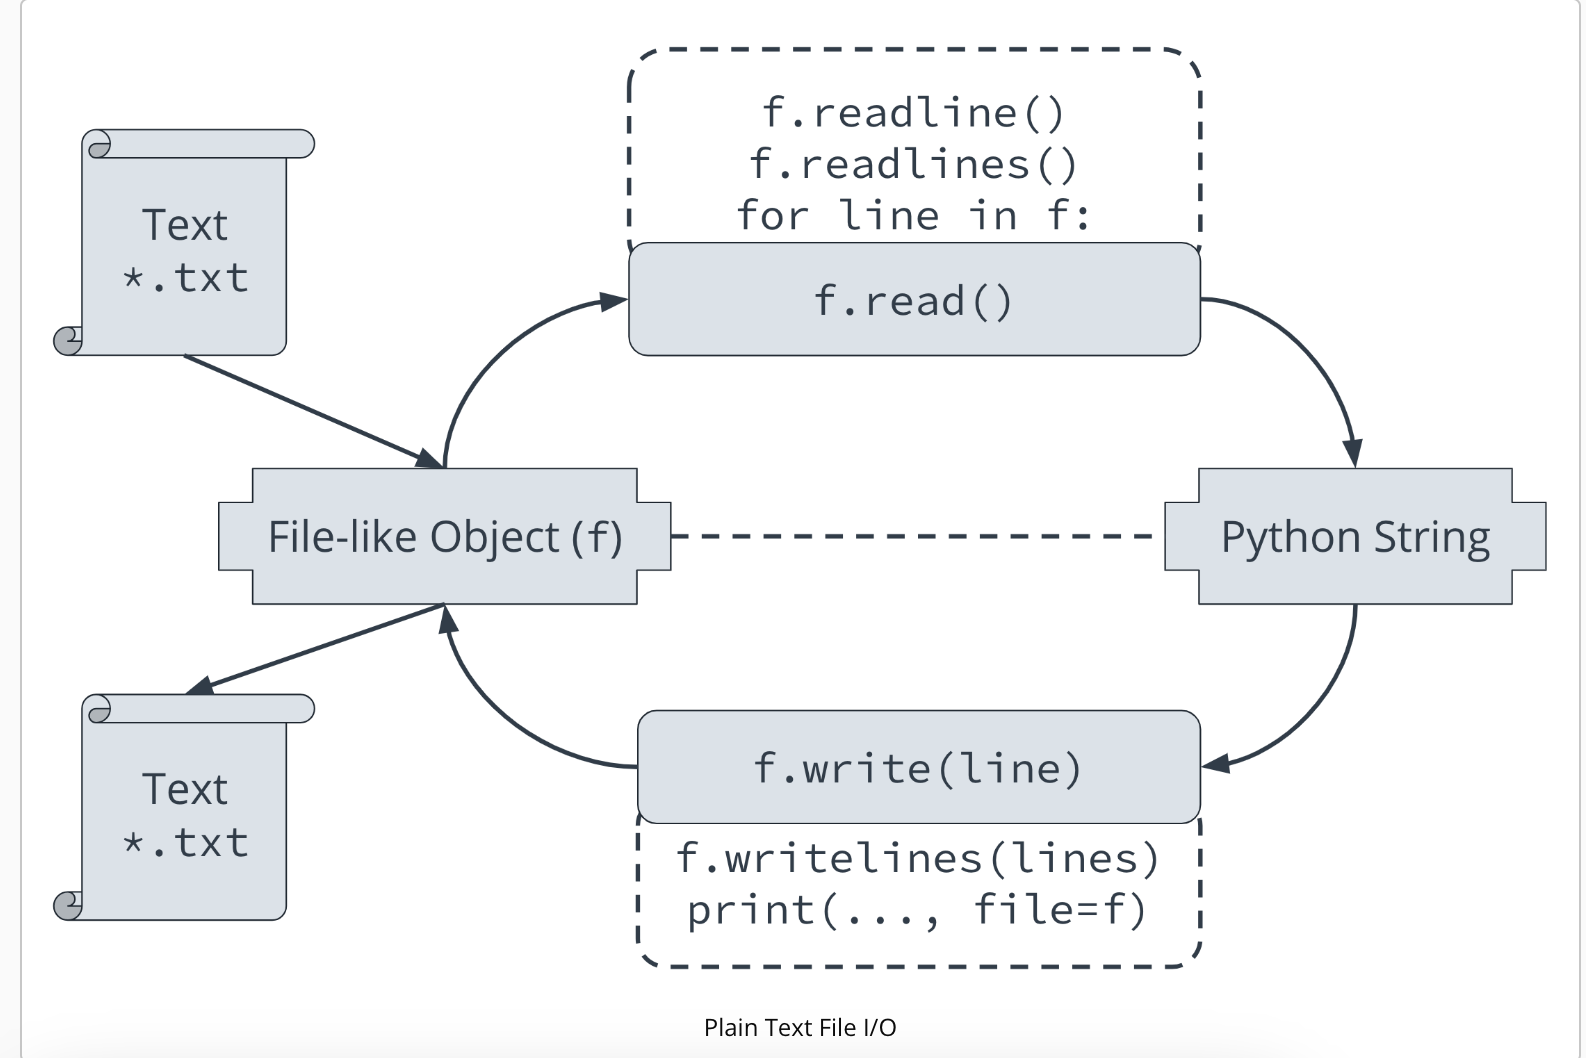 f.readline()
f.readlines()
for line in f:
f.read()
Text
*.txt
File-like Object (f)
Python String
Text
*.txt
f.write(line)
f.writelines(lines)
print(..., file=f)
Plain Text File I/O